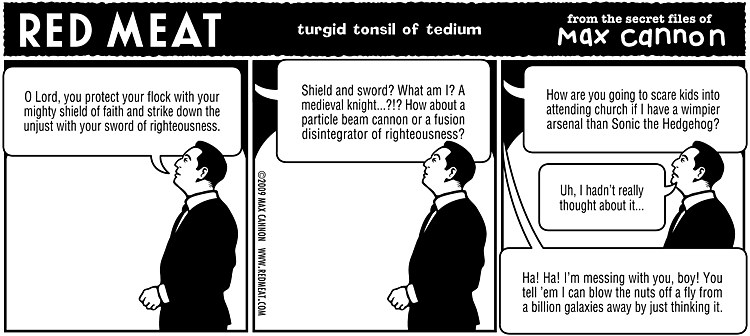 RED MEAT
turgid tonsil of tedium
from the secret files of
Max cannon
O Lord, you protect your flock with your
mighty shield of faith and strike down the
unjust with your sword of righteousness.
©2009 MAX CANNON WWW.REDMEAT.COM
Shield and sword? What am I? A
medieval knight...?!? How about a
particle beam cannon or a fusion
disintegrator of righteousness?
How are you going to scare kids into
attending church if I have a wimpier
arsenal than Sonic the Hedgehog?
Uh, I hadn't really
thought about it...
Ha! Ha! I'm messing with you, boy! You
tell 'em I can blow the nuts off a fly from
a billion galaxies away by just thinking it.